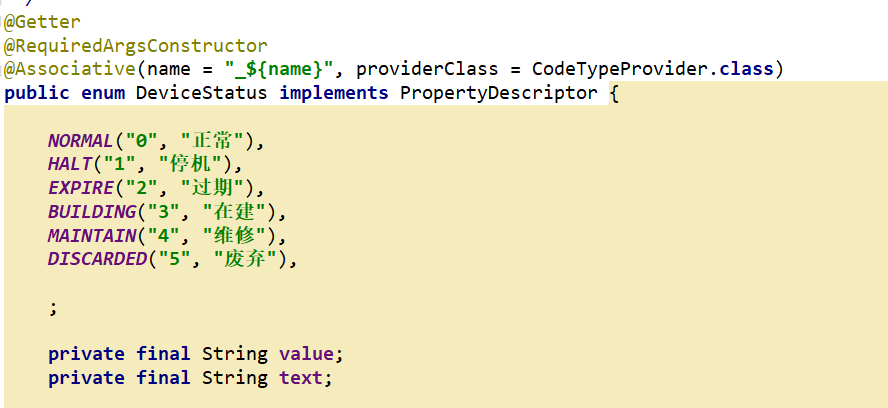 @Getter
@RequiredArgsConstructor
@Associative(name = "_${name}", providerClass = CodeTypeProvider.class)
public enum DeviceStatus implements PropertyDescriptor {
NORMAL("0", "正常"),
HALT("1", "停机"),
EXPIRE("2", "过期"),
BUILDING("3", "在建"),
MAINTAIN("4", "维修"),
DISCARDED("5", "废弃"),
;
private final String value;
private final String text;